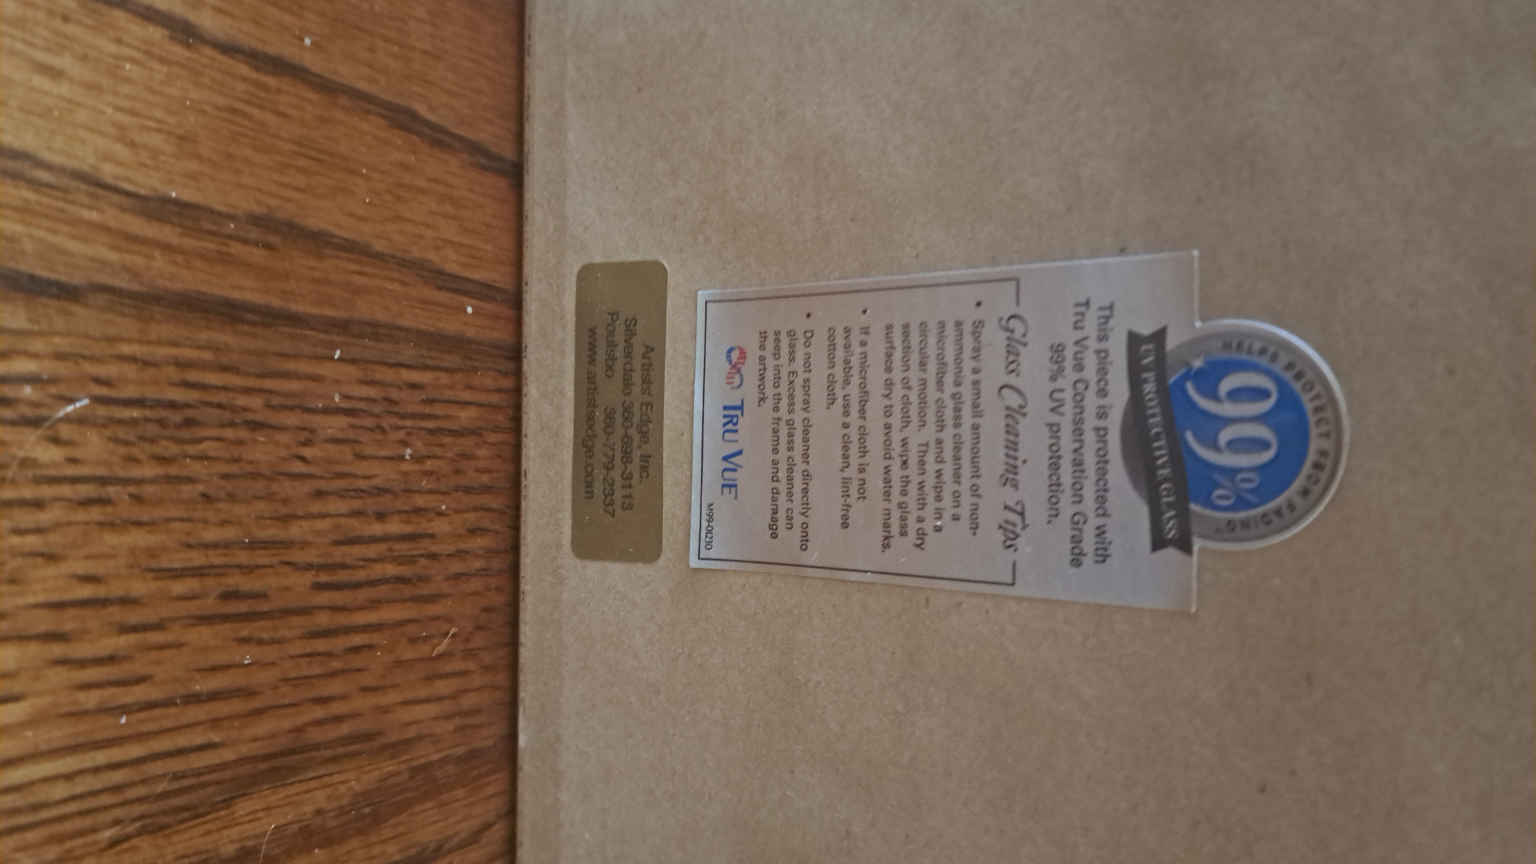 HELPS PROTECT FROM FADING™
99%
UV PROTECTIVE GLASS
This piece is protected with
Tru Vue Conservation Grade
99% UV protection.
Glass Cleaning Tips
• Spray a small amount of non-
ammonia glass cleaner on a
microfiber cloth and wipe in a
circular motion. Then with a dry
section of cloth, wipe the glass
surface dry to avoid water marks.
• If a microfiber cloth is not
available, use a clean, lint-free
cotton cloth.
• Do not spray cleaner directly onto
glass. Excess glass cleaner can
seep into the frame and damage
the artwork.
TRU VUE
Artists' Edge, Inc.
Silverdale 360-698-3113
Poulsbo 360-779-2337
www.artistsedge.com